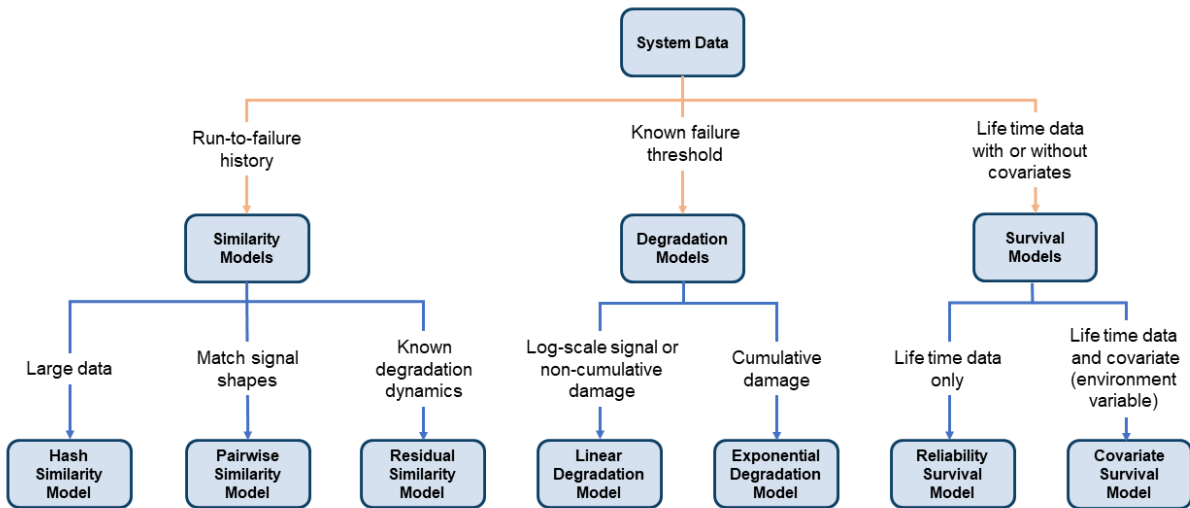 System Data
Run-to-failure
history
Known failure
threshold
Life time data
with or without
covariates
Similarity
Models
Degradation
Models
Survival
Models
Large data
Match signal
shapes
Known
degradation
dynamics
Log-scale signal or
non-cumulative
damage
Cumulative
damage
Life time data
only
Life time data
and covariate
(environment
variable)
Hash
Similarity
Model
Pairwise
Similarity
Model
Residual
Similarity
Model
Linear
Degradation
Model
Exponential
Degradation
Model
Reliability
Survival
Model
Covariate
Survival
Model